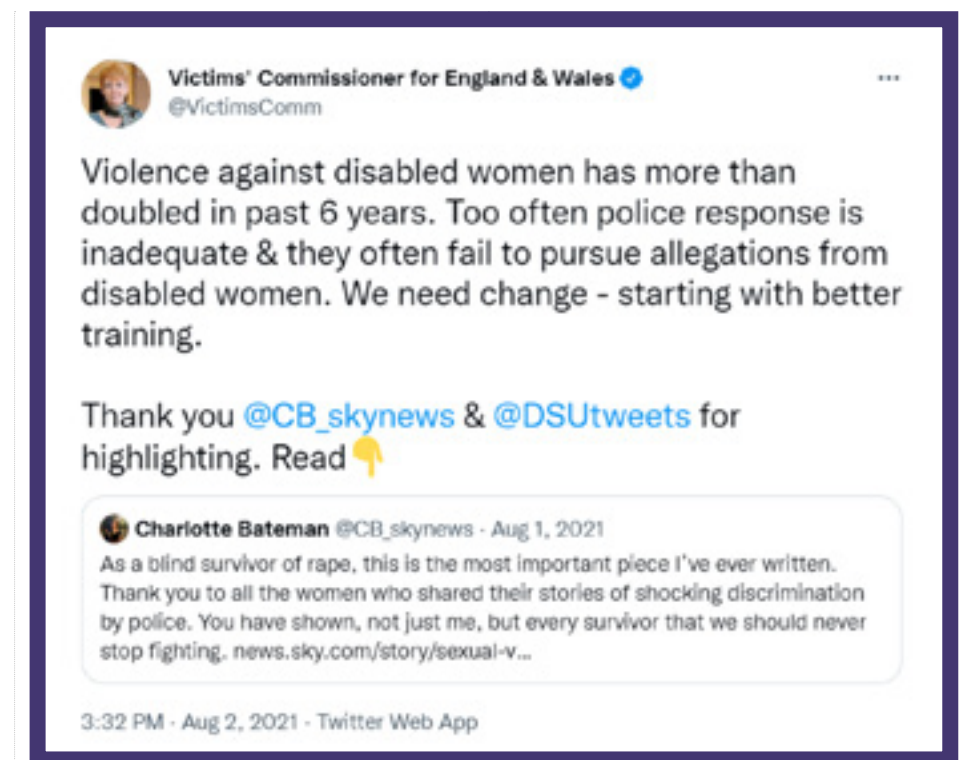 Victims' Commissioner for England & Wales
@VictimsComm
Violence against disabled women has more than
doubled in past 6 years. Too often police response is
inadequate & they often fail to pursue allegations from
disabled women. We need change - starting with better
training.
Thank you @CB_skynews & @DSUtweets for
highlighting. Read👇
Charlotte Bateman @CB_skynews · Aug 1, 2021
As a blind survivor of rape, this is the most important piece I've ever written.
Thank you to all the women who shared their stories of shocking discrimination
by police. You have shown, not just me, but every survivor that we should never
stop fighting. news.sky.com/story/sexual-v...
3:32 PM · Aug 2, 2021 · Twitter Web App